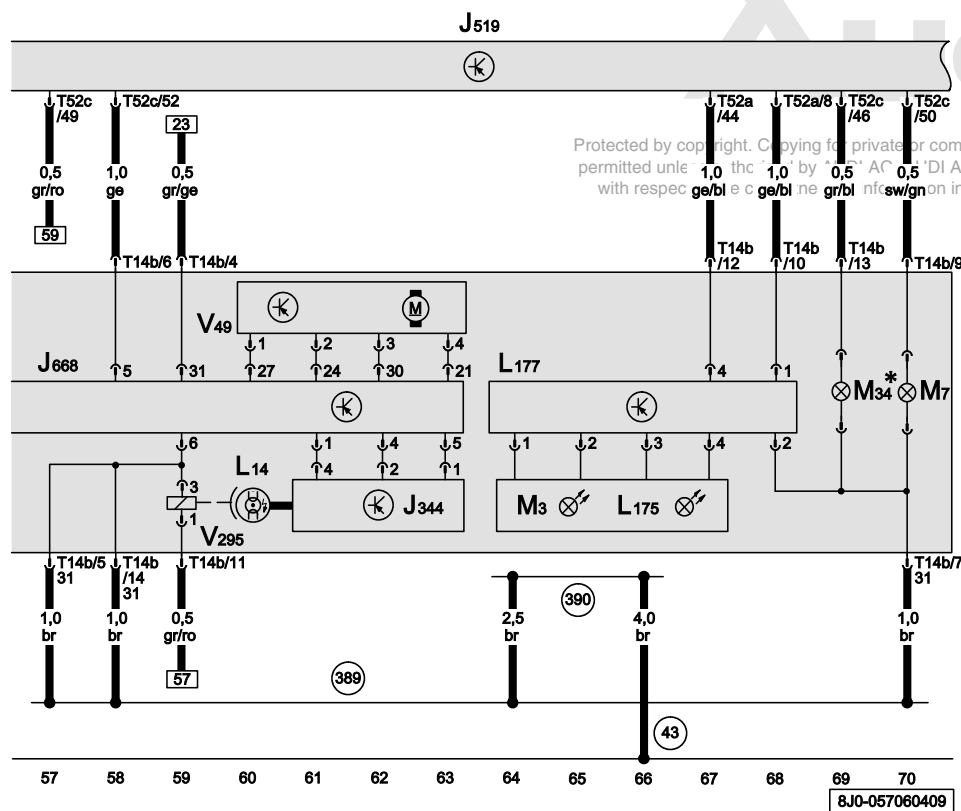 J519
T52c/49
T52c/52
T52a/44
T52a/8
T52c/46
T52c/50
23
Protected by copyright. Copying for private or com
permitted unle
with respec
0,5 gr/ro
1,0 ge
0,5 gr/ge
1,0 ge/bl
1,0 ge/bl
0,5 gr/bl
0,5 sw/gn
59
T14b/6
T14b/4
T14b/12
T14b/10
T14b/13
T14b/9
M
V49
1 2 3 4
J668
5 31 27 24 30 21
L177
4 1
M34* M7
6 1 4 5
1 2 3 4 2
3
L14
4 2 1
J344
M3
L175
1
V295
T14b/5 31
T14b/14 31
T14b/11
T14b/7 31
390
1,0 br
1,0 br
0,5 gr/ro
2,5 br
4,0 br
1,0 br
57
389
43
57 58 59 60 61 62 63 64 65 66 67 68 69 70
8J0-057060409